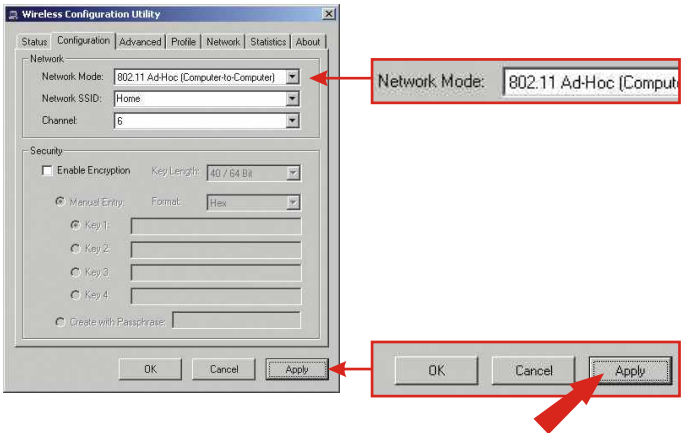 Wireless Configuration Utility
Status Configuration Advanced Profile Network Statistics About
Network
Network Mode: 802.11 Ad-Hoc (Computer-to-Computer)
Network SSID: Home
Channel: 6
Security
Enable Encryption Key Length: 40 / 64 Bit
Manual Entry: Format: Hex
Key 1:
Key 2:
Key 3:
Key 4:
Create with Passphrase:
OK Cancel Apply
Network Mode: 802.11 Ad-Hoc (Compute
OK Cancel Apply